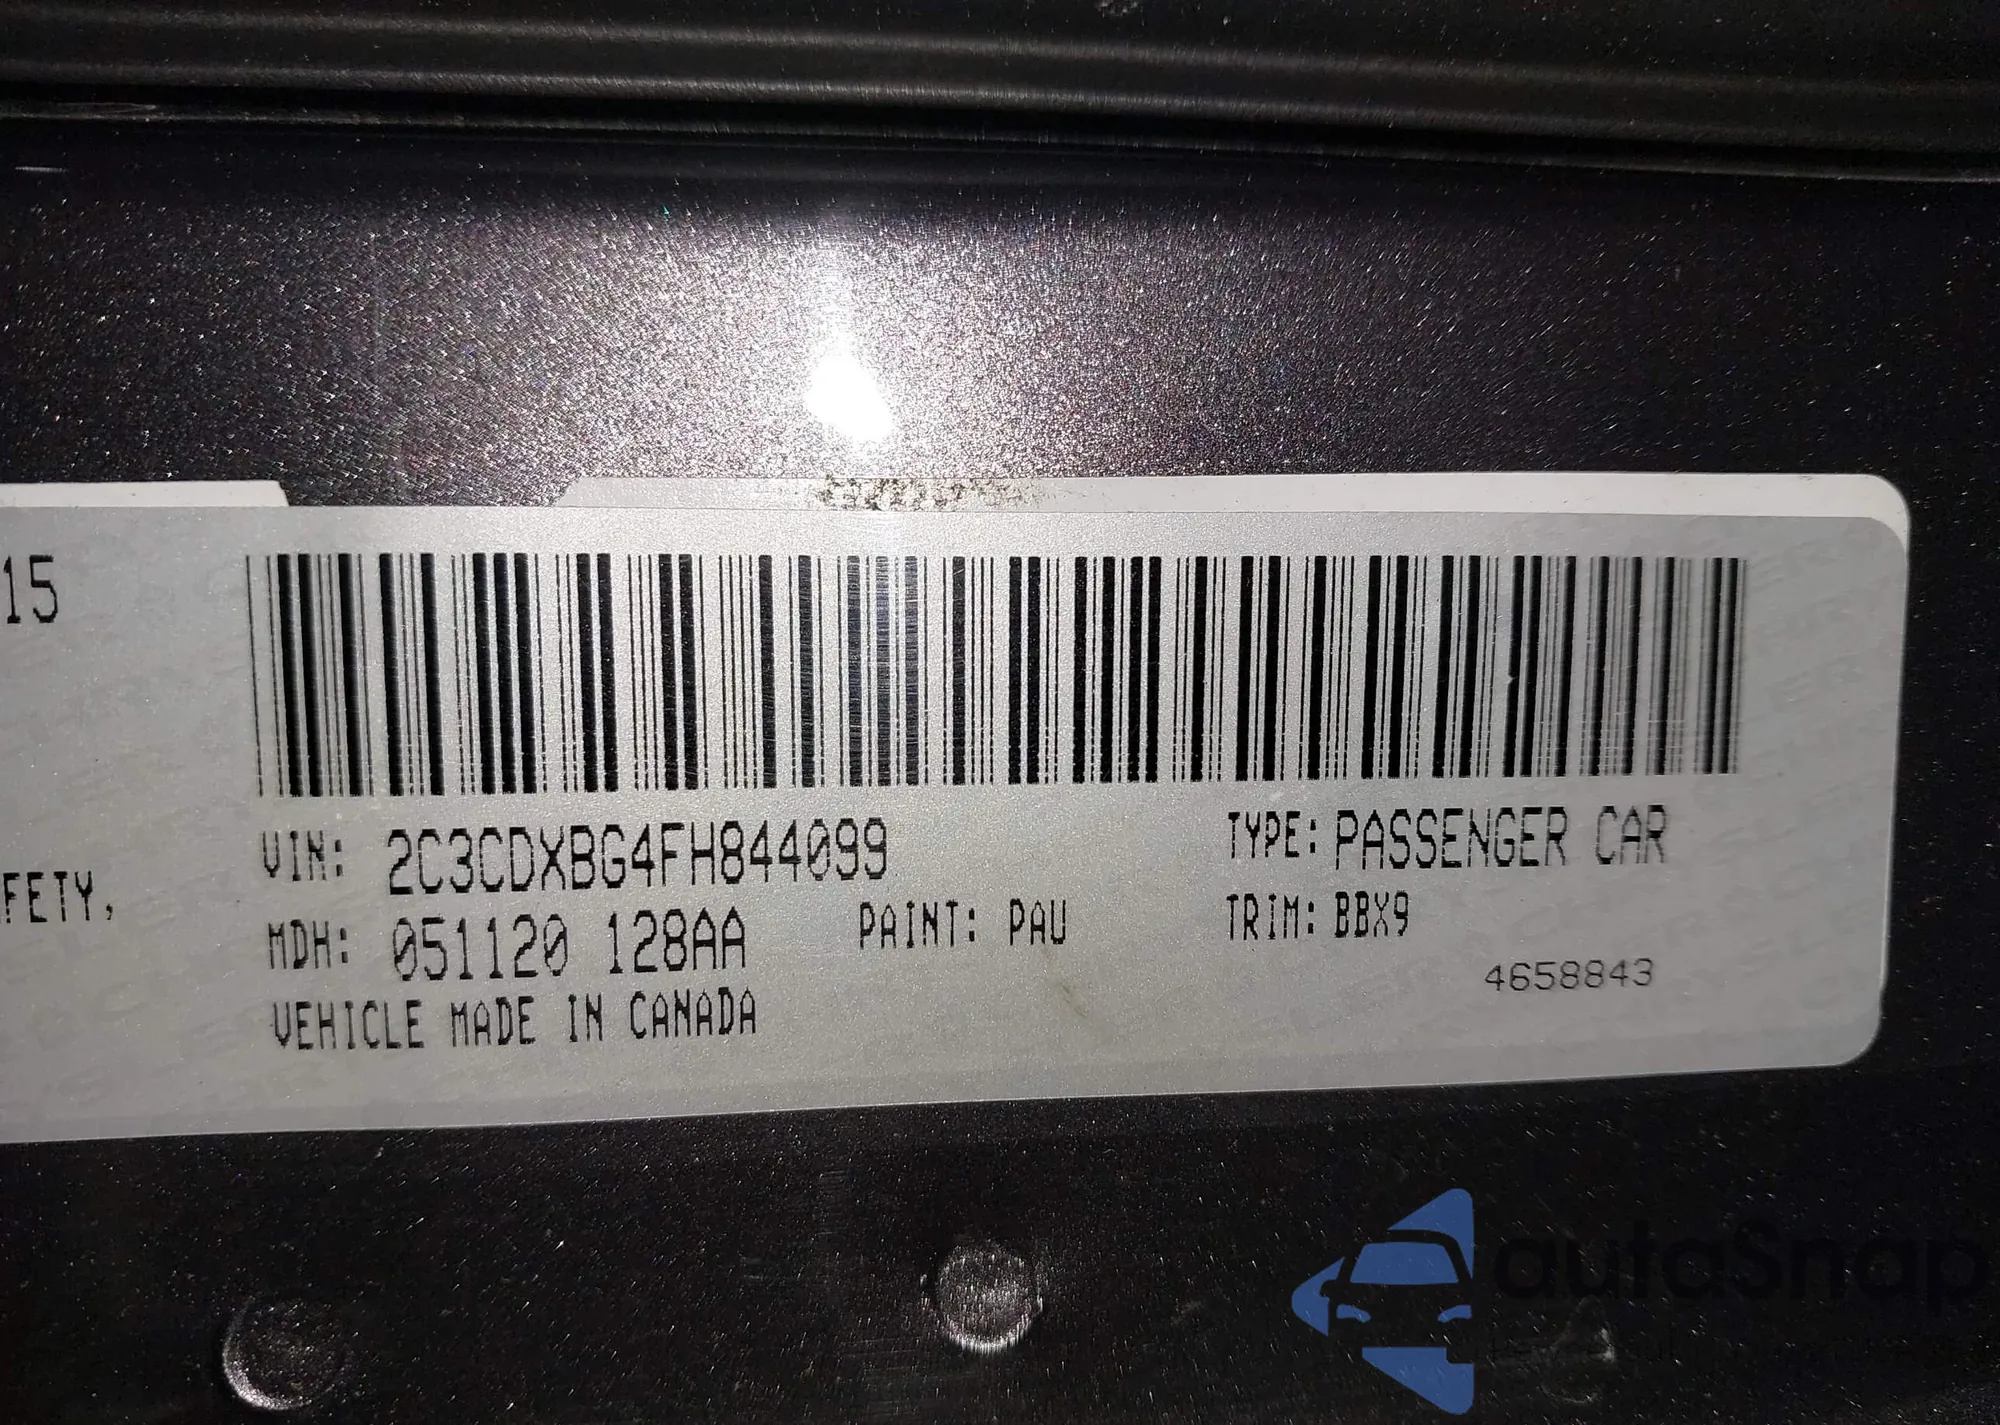 15
FETY,
VIN: 2C3CDXBG4FH844099
TYPE: PASSENGER CAR
MDH: 051120 128AA
PAINT: PAU
TRIM: BBX9
VEHICLE MADE IN CANADA
4658843
autoSnap